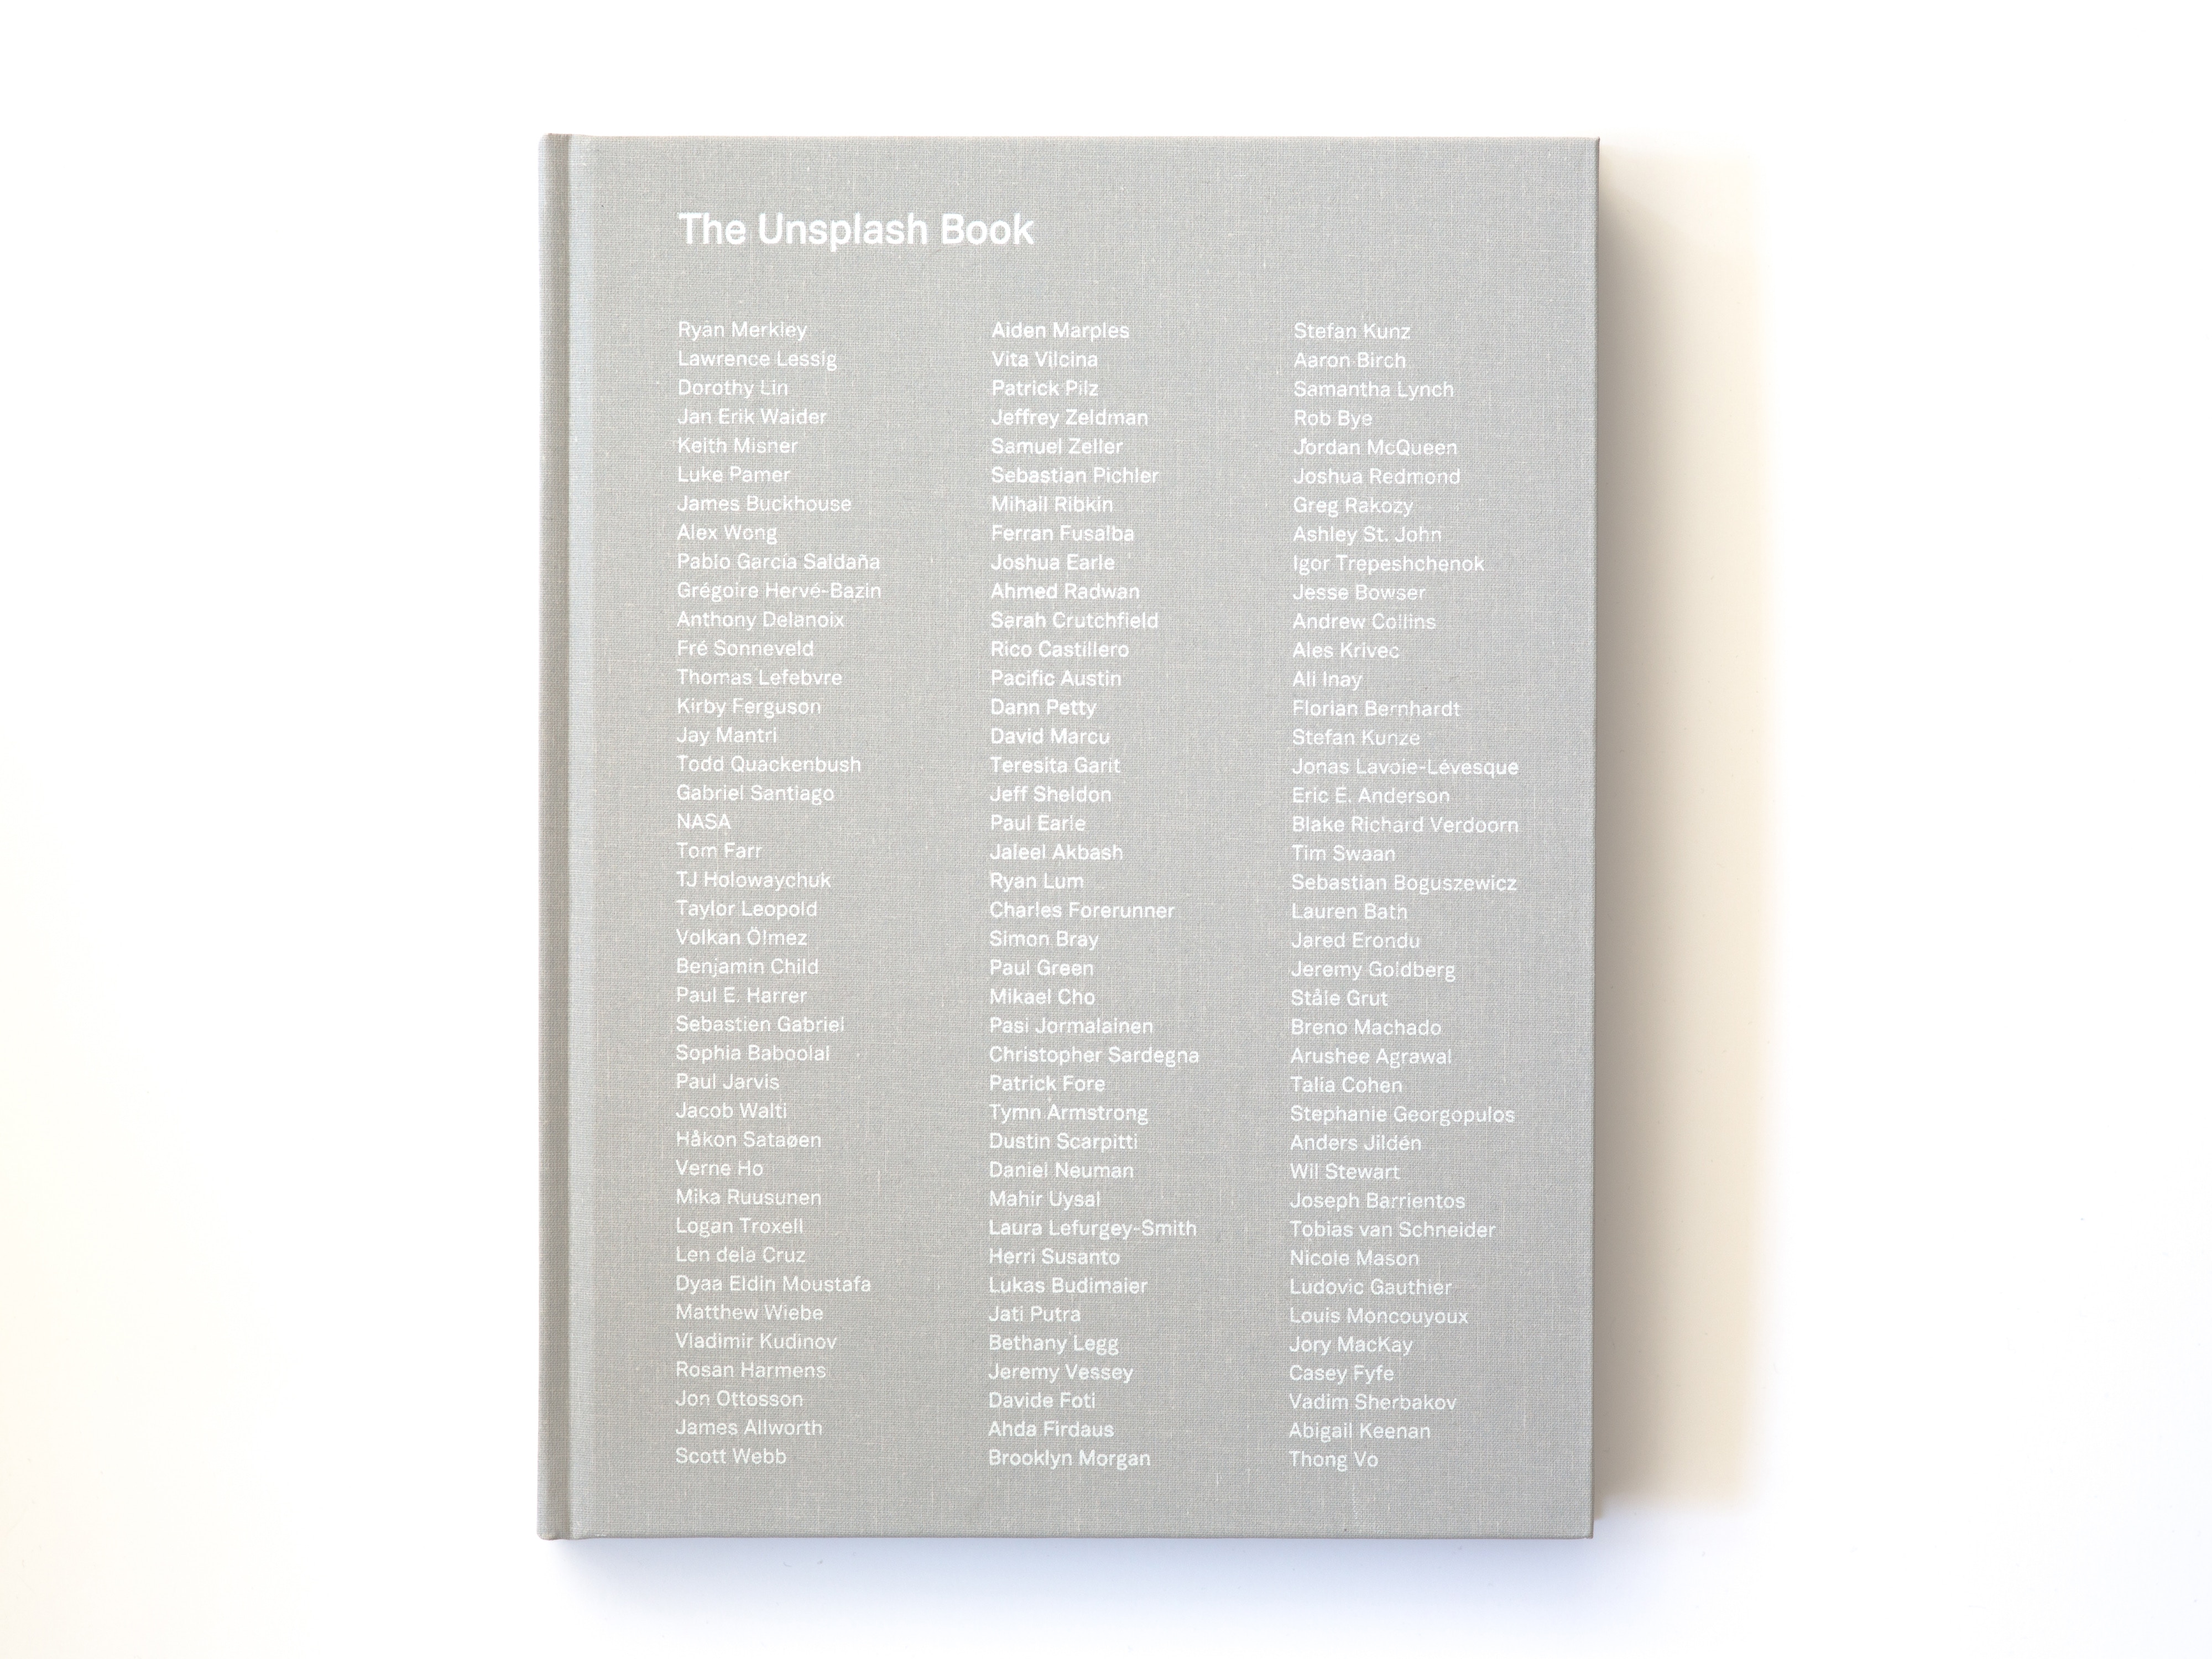 The Unsplash Book
Ryan Merkley
Lawrence Lessig
Dorothy Lin
Jan Erik Waider
Keith Misner
Luke Pamer
James Buckhouse
Alex Wong
Pablo García Saldaña
Grégoire Hervé-Bazin
Anthony Delanoix
Fré Sonneveld
Thomas Lefebvre
Kirby Ferguson
Jay Mantri
Todd Quackenbush
Gabriel Santiago
NASA
Tom Farr
TJ Holowaychuk
Taylor Leopold
Volkan Ölmez
Benjamin Child
Paul E. Harrer
Sebastien Gabriel
Sophia Baboolal
Paul Jarvis
Jacob Walti
Håkon Sataøen
Verne Ho
Mika Ruusunen
Logan Troxell
Len dela Cruz
Dyaa Eldin Moustafa
Matthew Wiebe
Vladimir Kudinov
Rosan Harmens
Jon Ottosson
James Allworth
Scott Webb
Aiden Marples
Vita Vilcina
Patrick Pilz
Jeffrey Zeldman
Samuel Zeller
Sebastian Pichler
Mihail Ribkin
Ferran Fusalba
Joshua Earle
Ahmed Radwan
Sarah Crutchfield
Rico Castillero
Pacific Austin
Dann Petty
David Marcu
Teresita Garit
Jeff Sheldon
Paul Earle
Jaleel Akbash
Ryan Lum
Charles Forerunner
Simon Bray
Paul Green
Mikael Cho
Pasi Jormalainen
Christopher Sardegna
Patrick Fore
Tymn Armstrong
Dustin Scarpitti
Daniel Neuman
Mahir Uysal
Laura Lefurgey-Smith
Herri Susanto
Lukas Budimaier
Jati Putra
Bethany Legg
Jeremy Vessey
Davide Foti
Ahda Firdaus
Brooklyn Morgan
Stefan Kunz
Aaron Birch
Samantha Lynch
Rob Bye
Jordan McQueen
Joshua Redmond
Greg Rakozy
Ashley St. John
Igor Trepeshchenok
Jesse Bowser
Andrew Collins
Ales Krivec
Ali Inay
Florian Bernhardt
Stefan Kunze
Jonas Lavoie-Lévesque
Eric E. Anderson
Blake Richard Verdoorn
Tim Swaan
Sebastian Boguszewicz
Lauren Bath
Jared Erondu
Jeremy Goldberg
Ståle Grut
Breno Machado
Arushee Agrawal
Talia Cohen
Stephanie Georgopulos
Anders Jildén
Wil Stewart
Joseph Barrientos
Tobias van Schneider
Nicole Mason
Ludovic Gauthier
Louis Moncouyoux
Jory MacKay
Casey Fyfe
Vadim Sherbakov
Abigail Keenan
Thong Vo